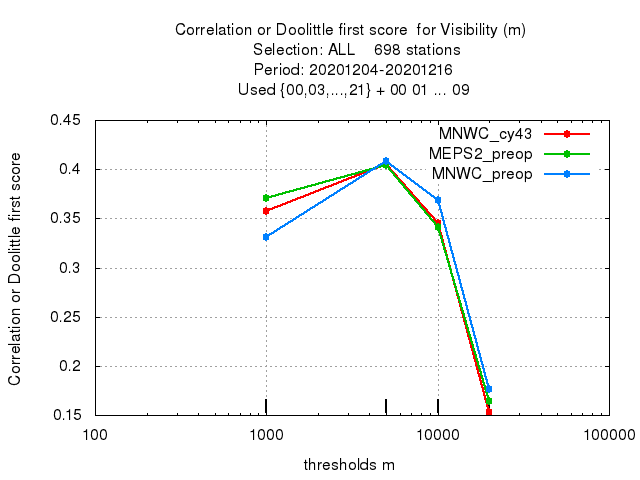 Correlation or Doolittle first score  for Visibility (m)
Selection: ALL    698 stations
Period: 20201204-20201216
Used {00,03,...,21} + 00 01 ... 09
MNWC_cy43
MEPS2_preop
MNWC_preop
Correlation or Doolittle first score
0.45
0.4
0.35
0.3
0.25
0.2
0.15
100 1000 10000 100000
thresholds m